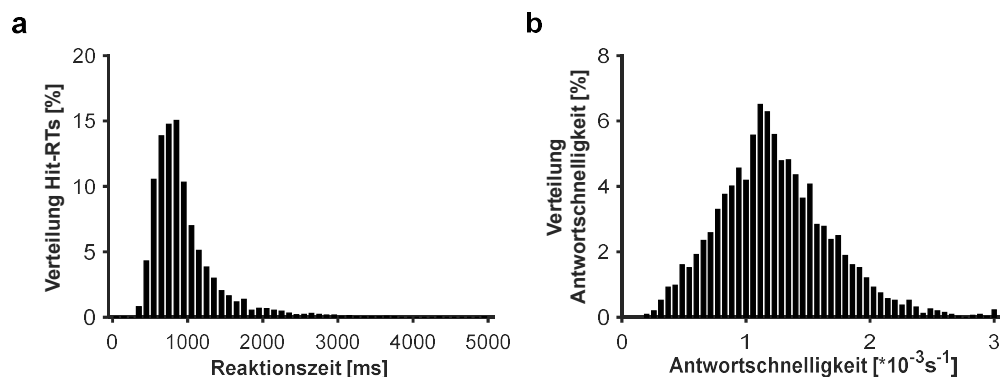 a
20
15
10
5
0
Verteilung Hit-RTs [%]
0 1000 2000 3000 4000 5000
Reaktionszeit [ms]
b
8
6
4
2
0
Verteilung
Antwortschnelligkeit [%]
0 1 2 3
Antwortschnelligkeit [*10⁻³s⁻¹]